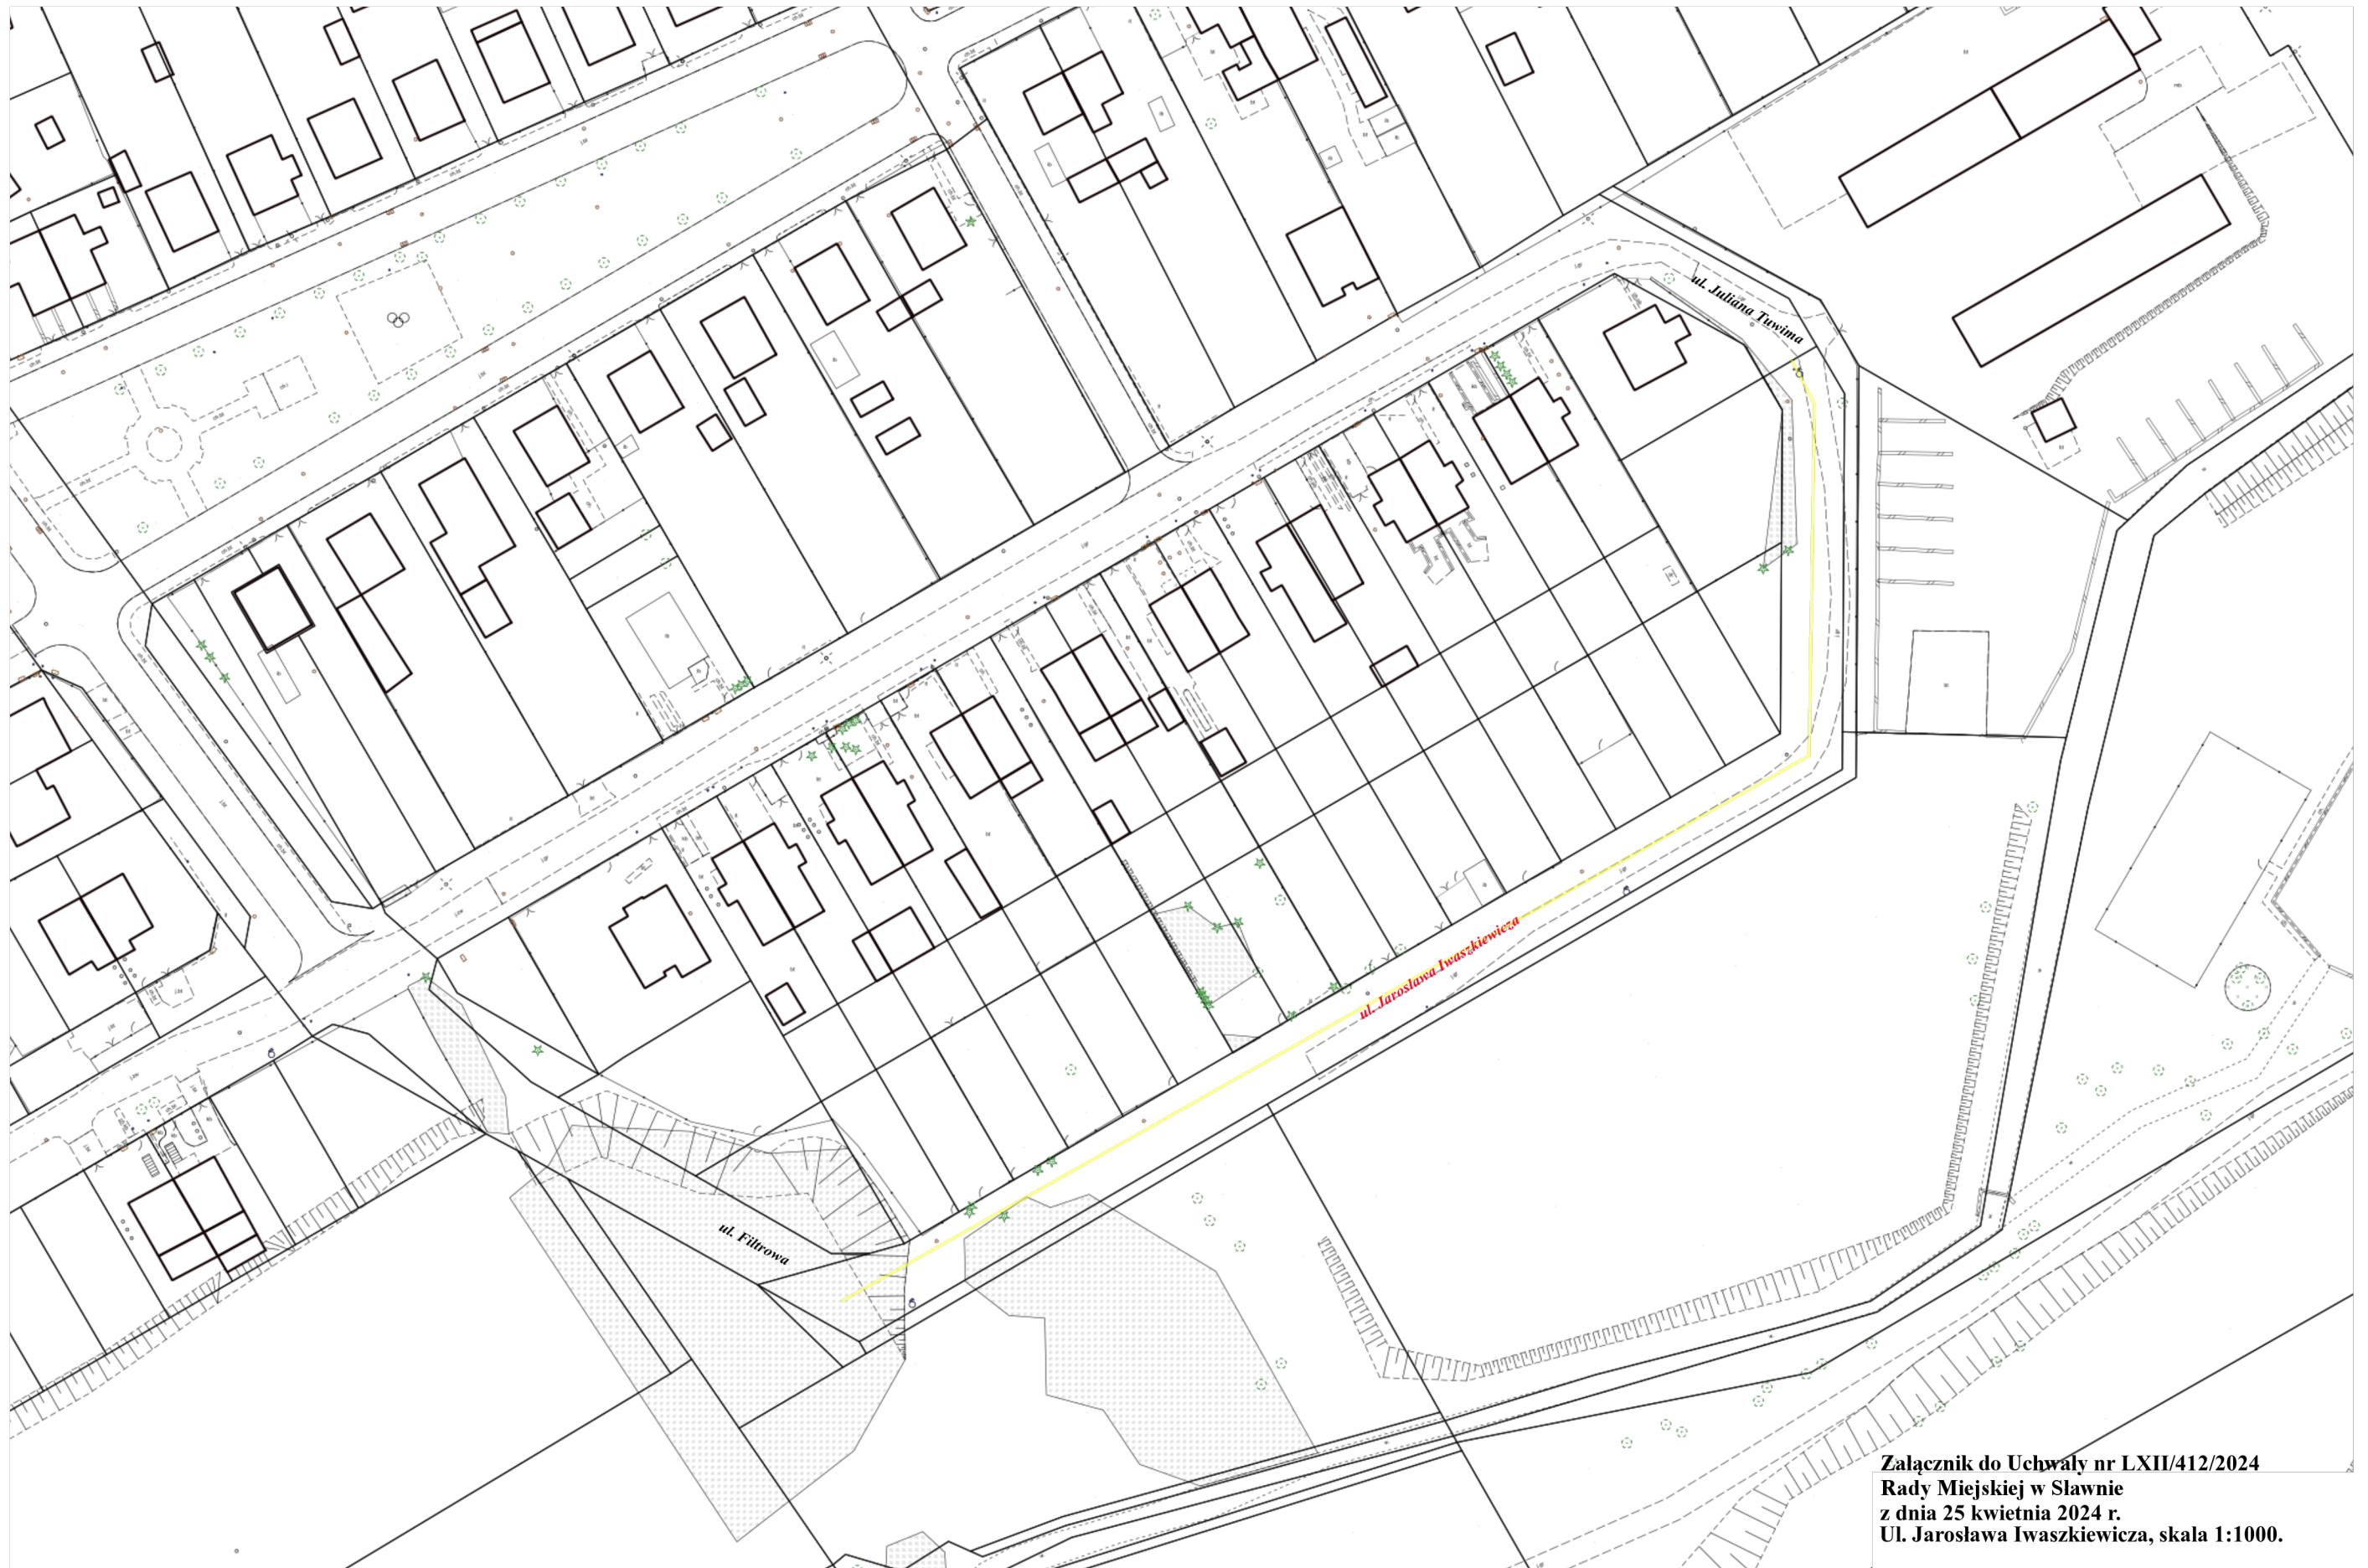 ul. Juliana Tuwima
ul. Jarosława Iwaszkiewicza
ul. Filtrowa
Załącznik do Uchwały nr LXII/412/2024
Rady Miejskiej w Sławnie
z dnia 25 kwietnia 2024 r.
Ul. Jarosława Iwaszkiewicza, skala 1:1000.